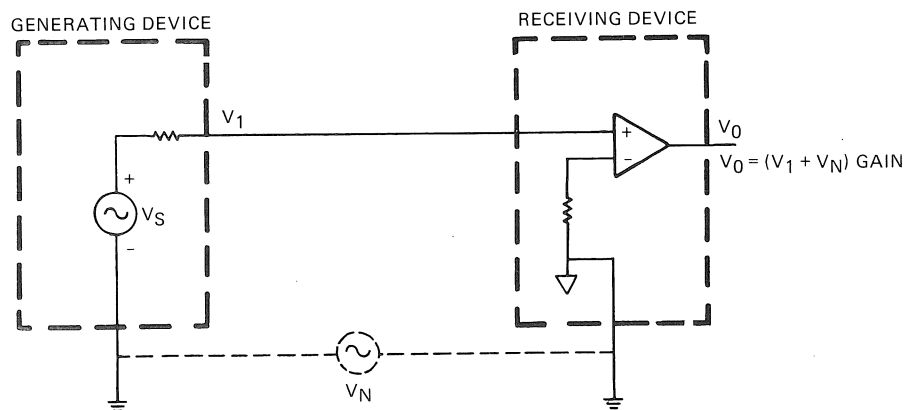 GENERATING DEVICE
RECEIVING DEVICE
V1
+
VS
-
+
-
V0
V0 = (V1 + VN) GAIN
VN